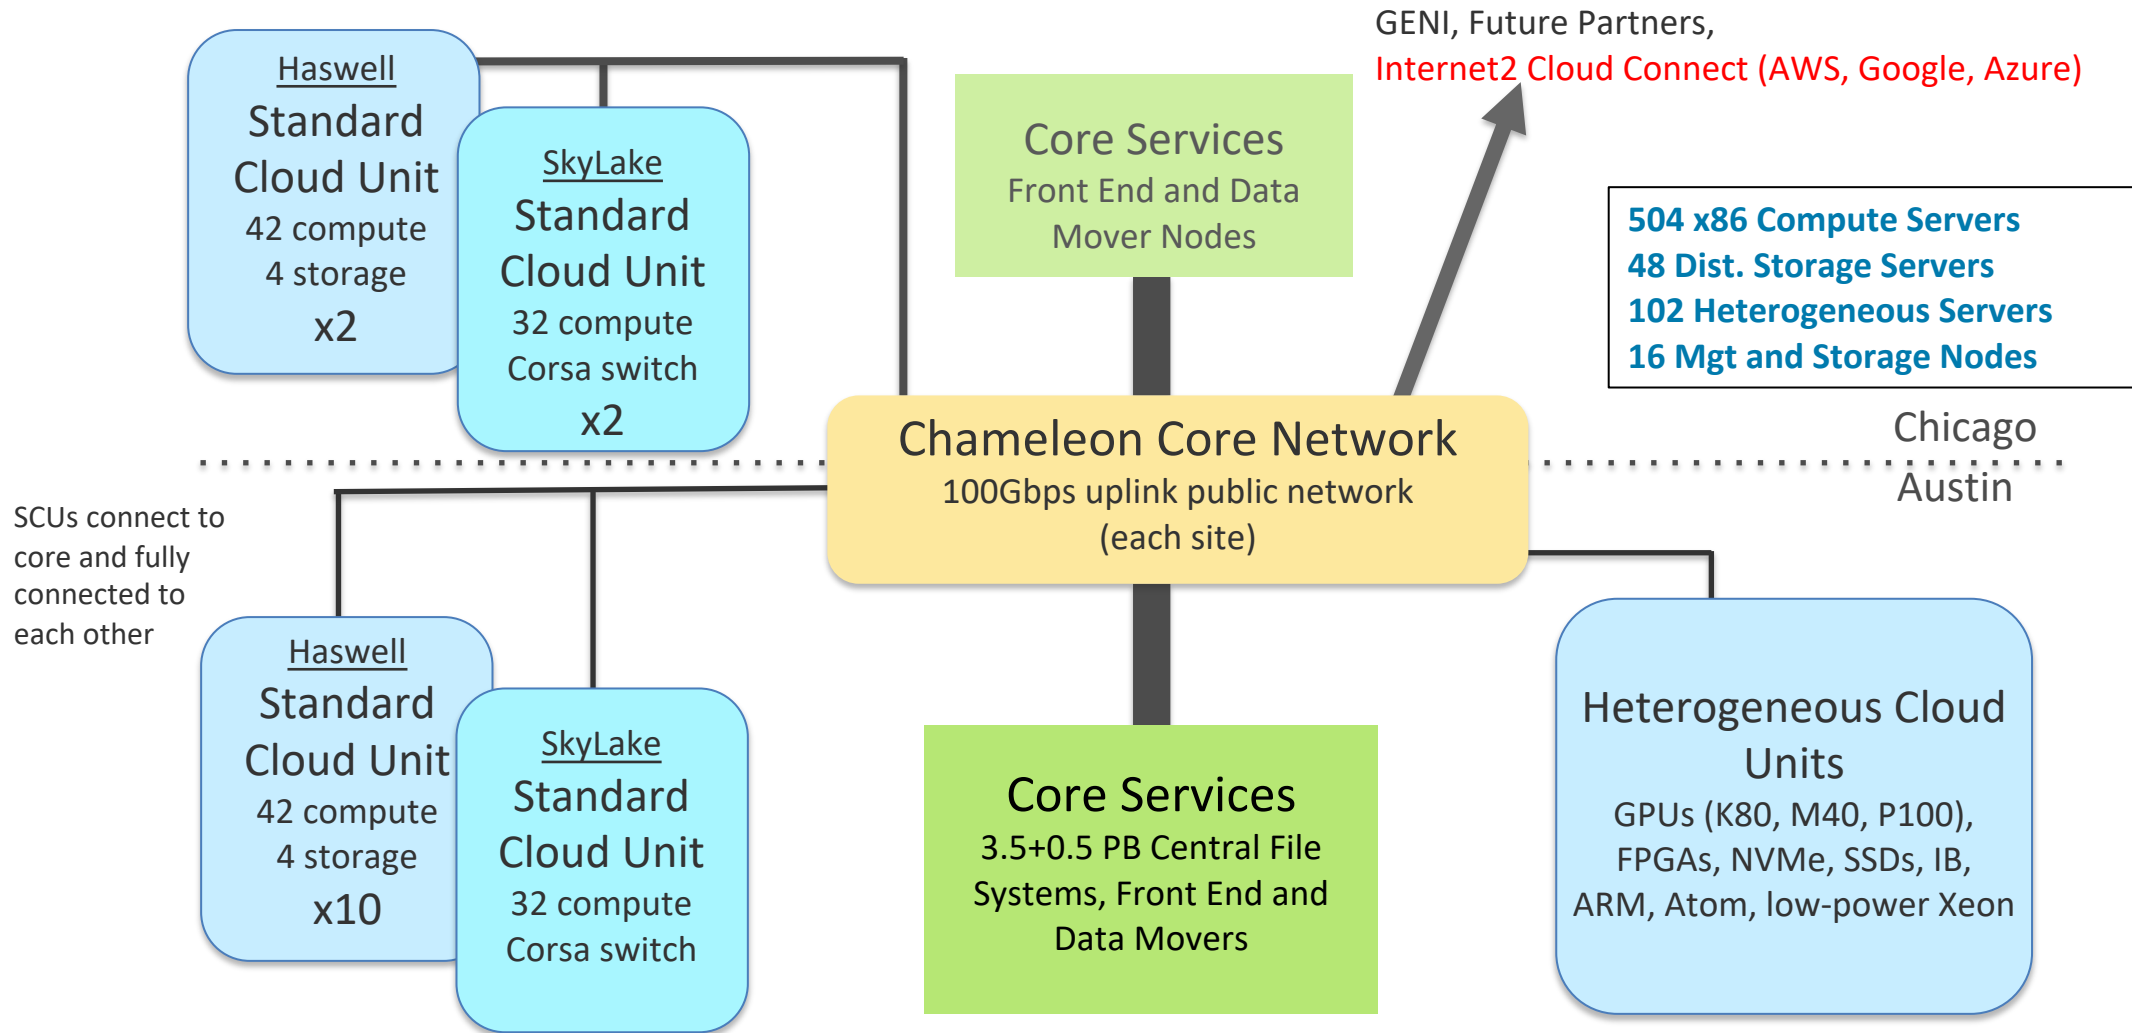 GENI, Future Partners,
Internet2 Cloud Connect (AWS, Google, Azure)
Haswell
Standard
Cloud Unit
42 compute
4 storage
x2
SkyLake
Standard
Cloud Unit
32 compute
Corsa switch
x2
Core Services
Front End and Data
Mover Nodes
504 x86 Compute Servers
48 Dist. Storage Servers
102 Heterogeneous Servers
16 Mgt and Storage Nodes
Chicago
Austin
Chameleon Core Network
100Gbps uplink public network
(each site)
SCUs connect to
core and fully
connected to
each other
Haswell
Standard
Cloud Unit
42 compute
4 storage
x10
SkyLake
Standard
Cloud Unit
32 compute
Corsa switch
Core Services
3.5+0.5 PB Central File
Systems, Front End and
Data Movers
Heterogeneous Cloud
Units
GPUs (K80, M40, P100),
FPGAs, NVMe, SSDs, IB,
ARM, Atom, low-power Xeon